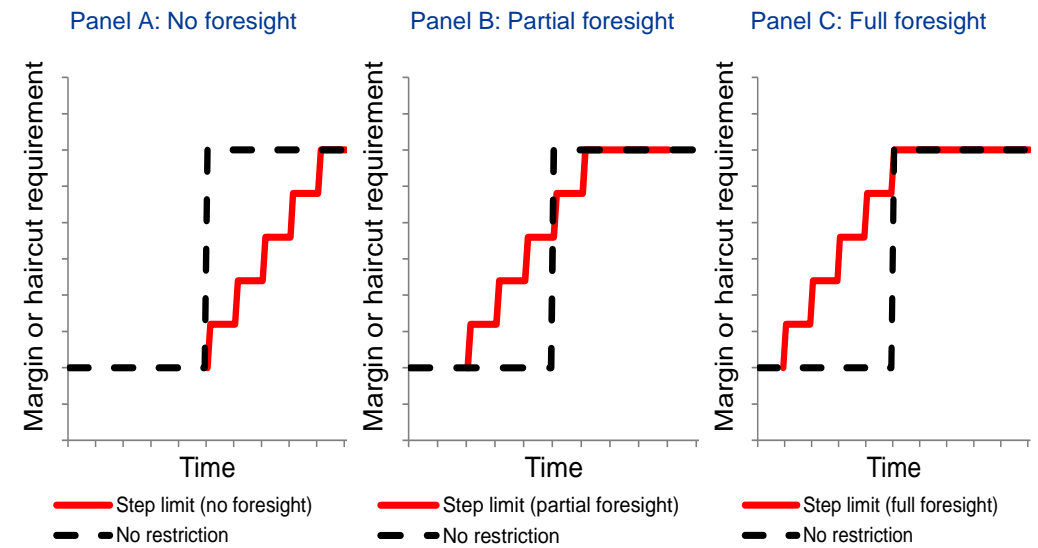 Panel A: No foresight
Margin or haircut requirement
Time
Step limit (no foresight)
No restriction
Panel B: Partial foresight
Margin or haircut requirement
Time
Step limit (partial foresight)
No restriction
Panel C: Full foresight
Margin or haircut requirement
Time
Step limit (full foresight)
No restriction